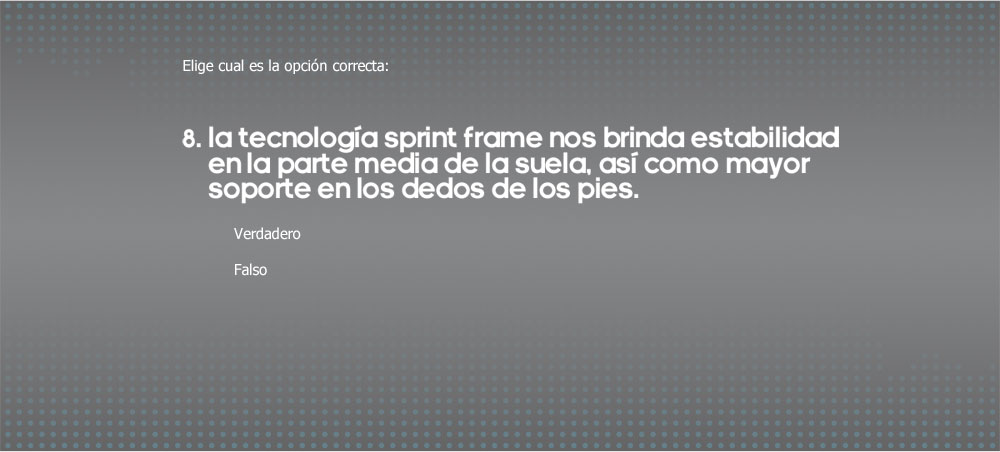 Elige cual es la opción correcta:
8. la tecnología sprint frame nos brinda estabilidad
en la parte media de la suela, así como mayor
soporte en los dedos de los pies.
Verdadero
Falso